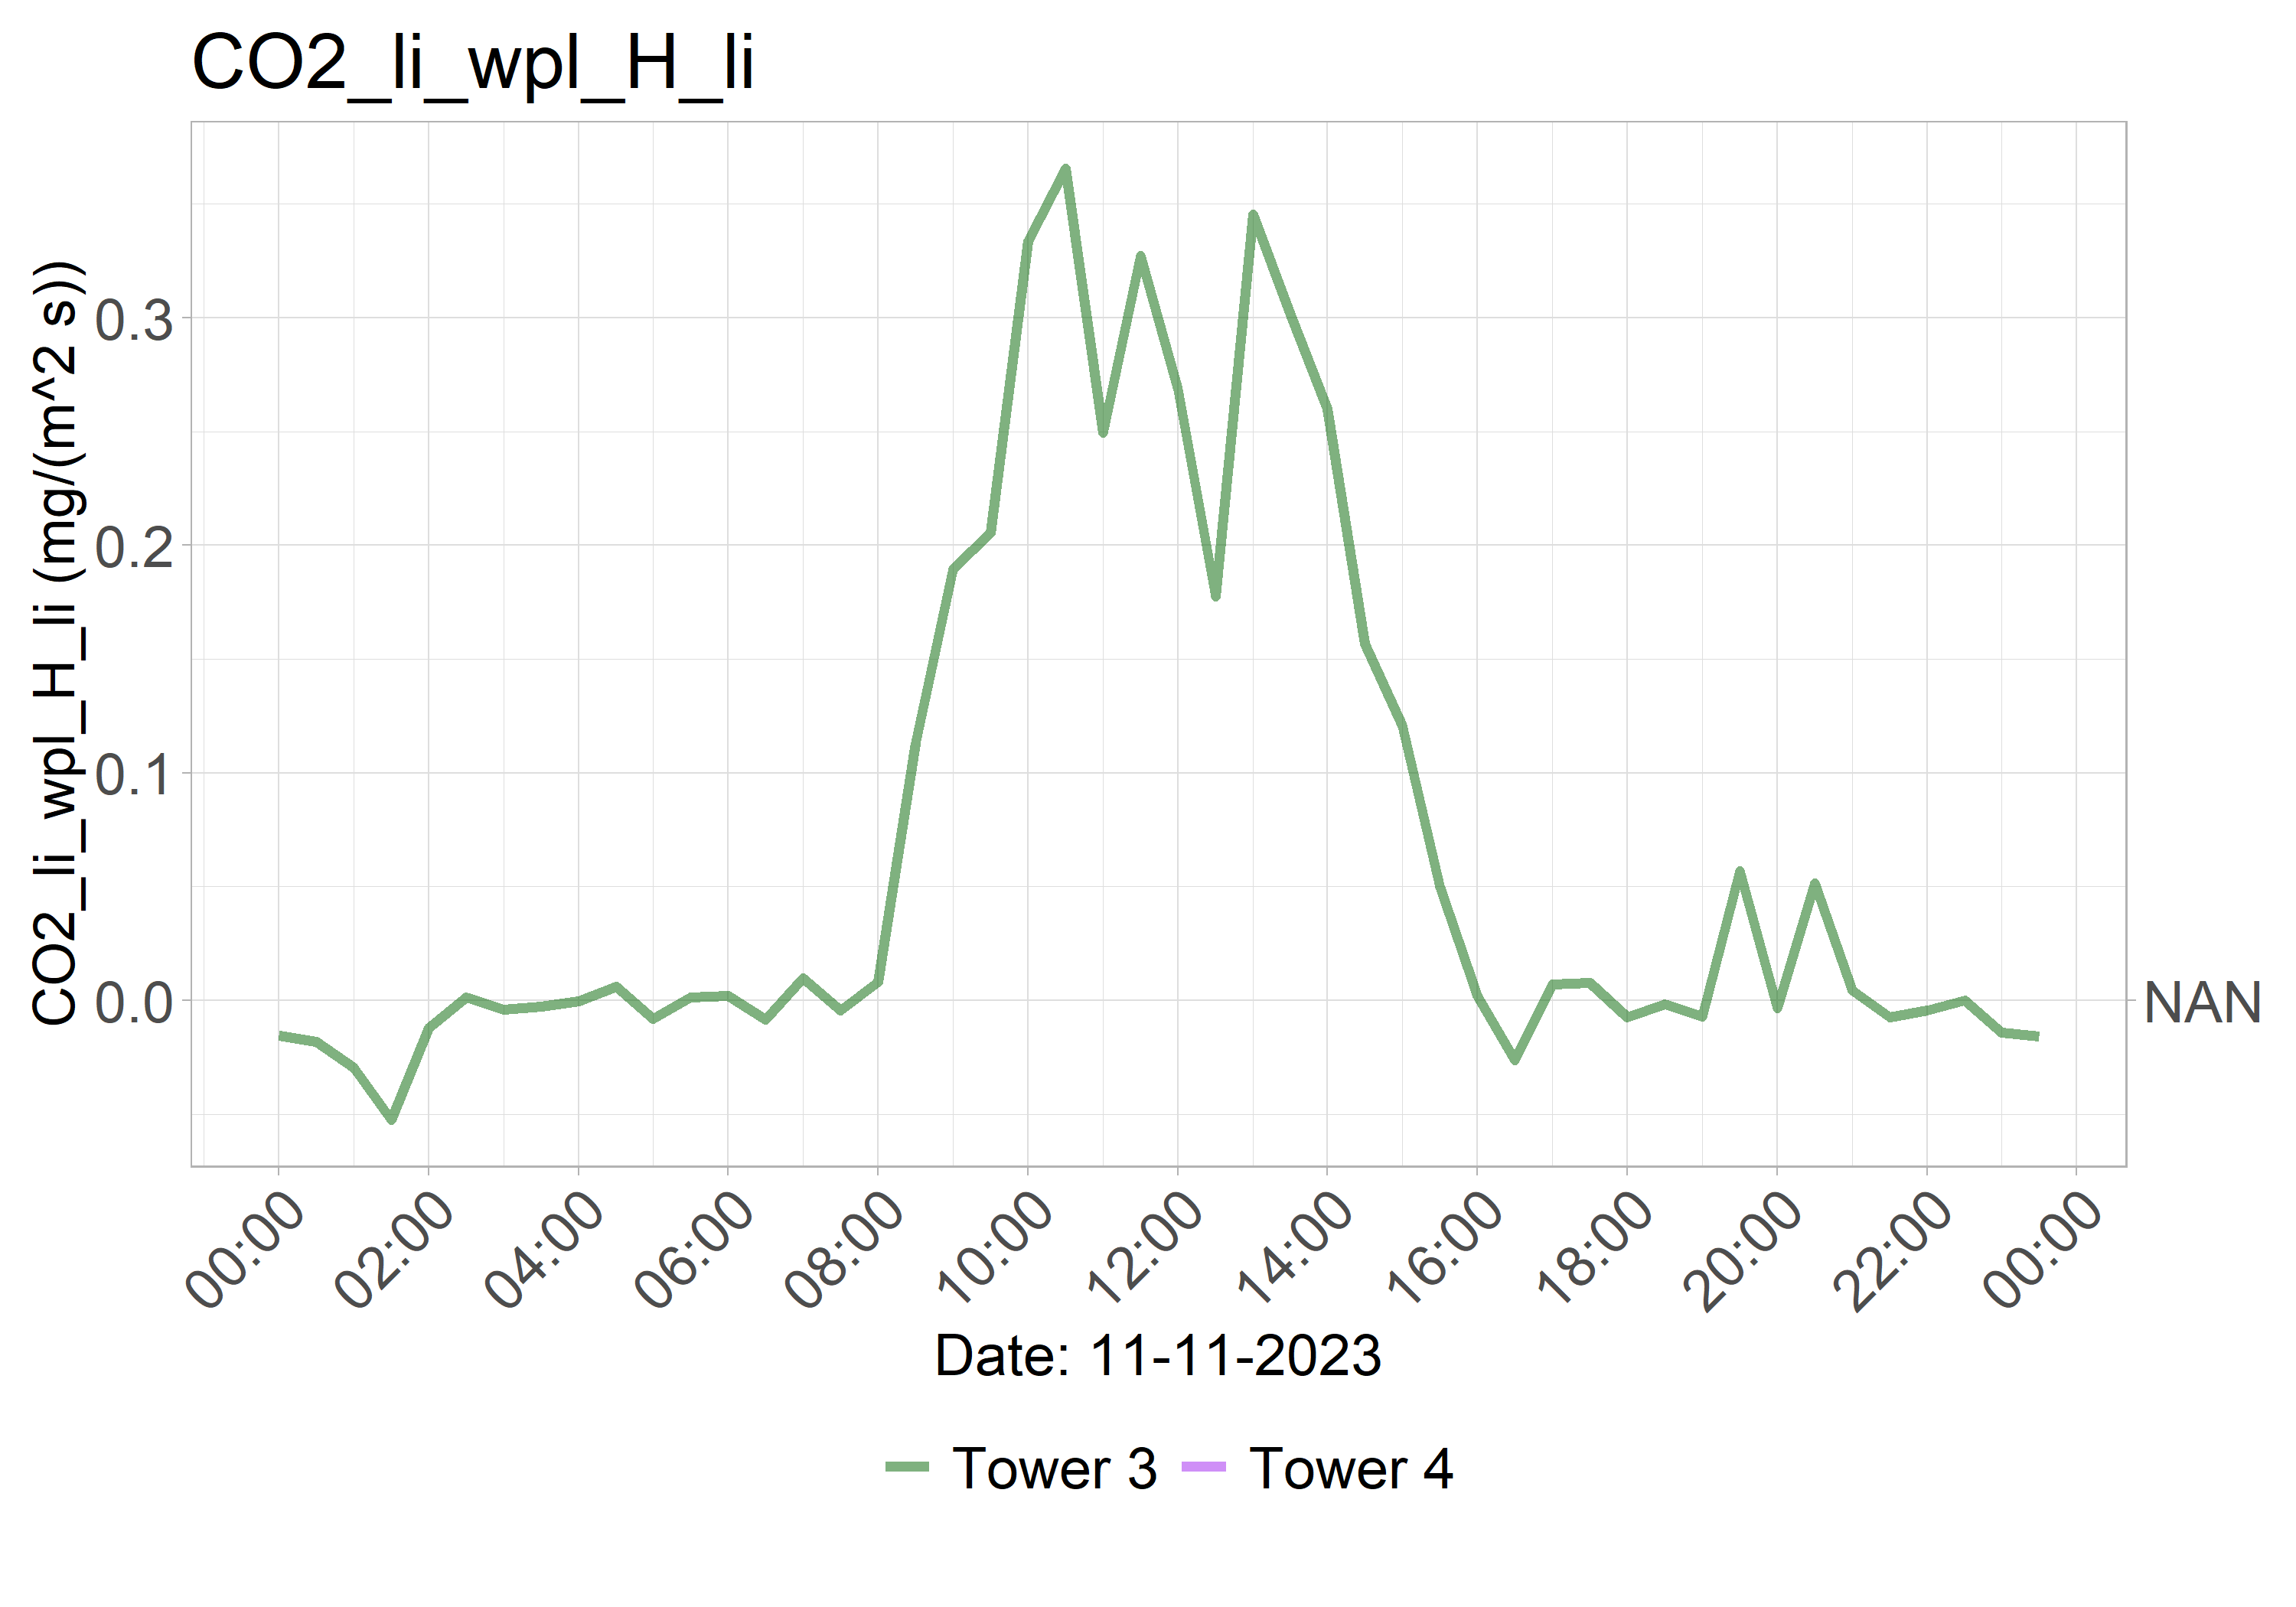 CO2_li_wpl_H_li
CO2_li_wpl_H_li (mg/(m^2 s))
0.3
0.2
0.1
0.0
NAN
00:00 02:00 04:00 06:00 08:00 10:00 12:00 14:00 16:00 18:00 20:00 22:00 00:00
Date: 11-11-2023
Tower 3 Tower 4